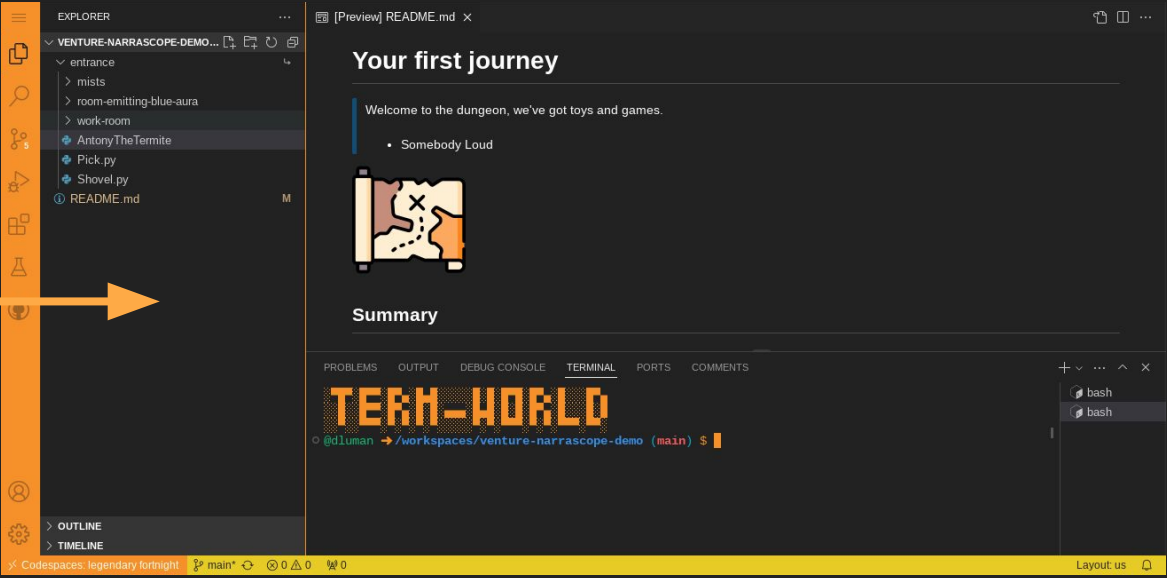 EXPLORER
[Preview] README.md
VENTURE-NARRASCOPE-DEMO...
entrance
mists
room-emitting-blue-aura
work-room
AntonyTheTermite
Pick.py
Shovel.py
README.md M
5
Your first journey
Welcome to the dungeon, we've got toys and games.
• Somebody Loud
Summary
PROBLEMS OUTPUT DEBUG CONSOLE TERMINAL PORTS COMMENTS
TERM-WORLD
@dluman ➜ /workspaces/venture-narrascope-demo (main) $
bash
bash
OUTLINE
TIMELINE
Codespaces: legendary fortnight main* 0 0 0 Layout: us